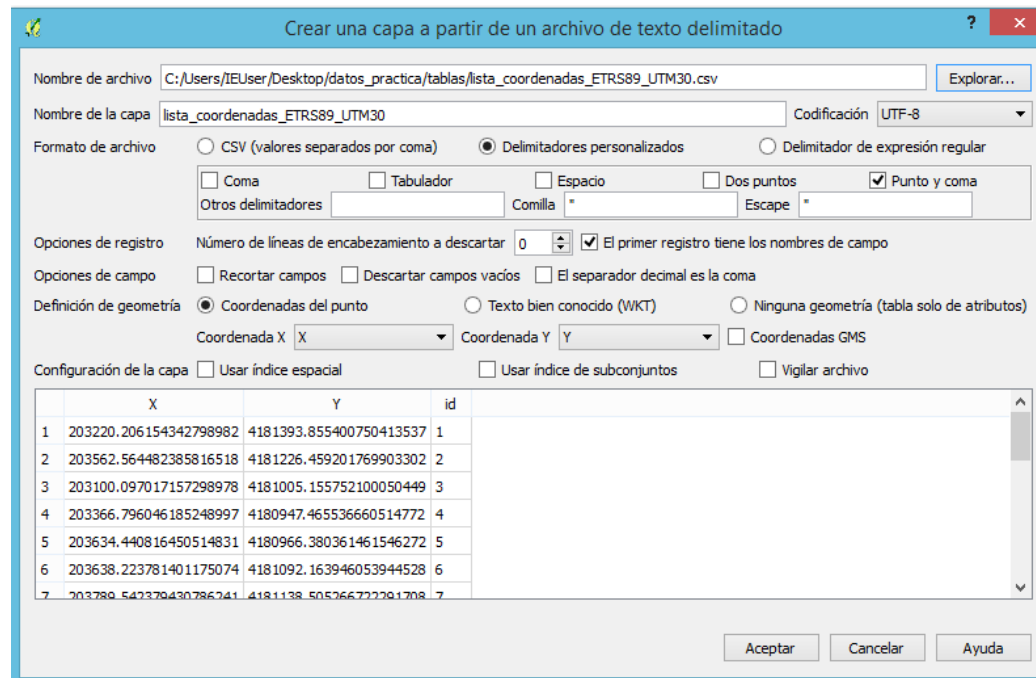 Crear una capa a partir de un archivo de texto delimitado ? ×
Nombre de archivo C:/Users/IEUser/Desktop/datos_practica/tablas/lista_coordenadas_ETRS89_UTM30.csv Explorar...
Nombre de la capa lista_coordenadas_ETRS89_UTM30 Codificación UTF-8
Formato de archivo CSV (valores separados por coma) Delimitadores personalizados Delimitador de expresión regular
Coma Tabulador Espacio Dos puntos Punto y coma
Otros delimitadores Comilla " Escape "
Opciones de registro Número de líneas de encabezamiento a descartar 0 El primer registro tiene los nombres de campo
Opciones de campo Recortar campos Descartar campos vacíos El separador decimal es la coma
Definición de geometría Coordenadas del punto Texto bien conocido (WKT) Ninguna geometría (tabla solo de atributos)
Coordenada X X Coordenada Y Y Coordenadas GMS
Configuración de la capa Usar índice espacial Usar índice de subconjuntos Vigilar archivo
X Y id
1 203220.206154342798982 4181393.855400750413537 1
2 203562.564482385816518 4181226.459201769903302 2
3 203100.097017157298978 4181005.155752100050449 3
4 203366.796046185248997 4180947.465536660514772 4
5 203634.440816450514831 4180966.380361461546272 5
6 203638.223781401175074 4181092.163946053944528 6
7 203789.542379430786241 4181138.505266722291708 7
Aceptar Cancelar Ayuda